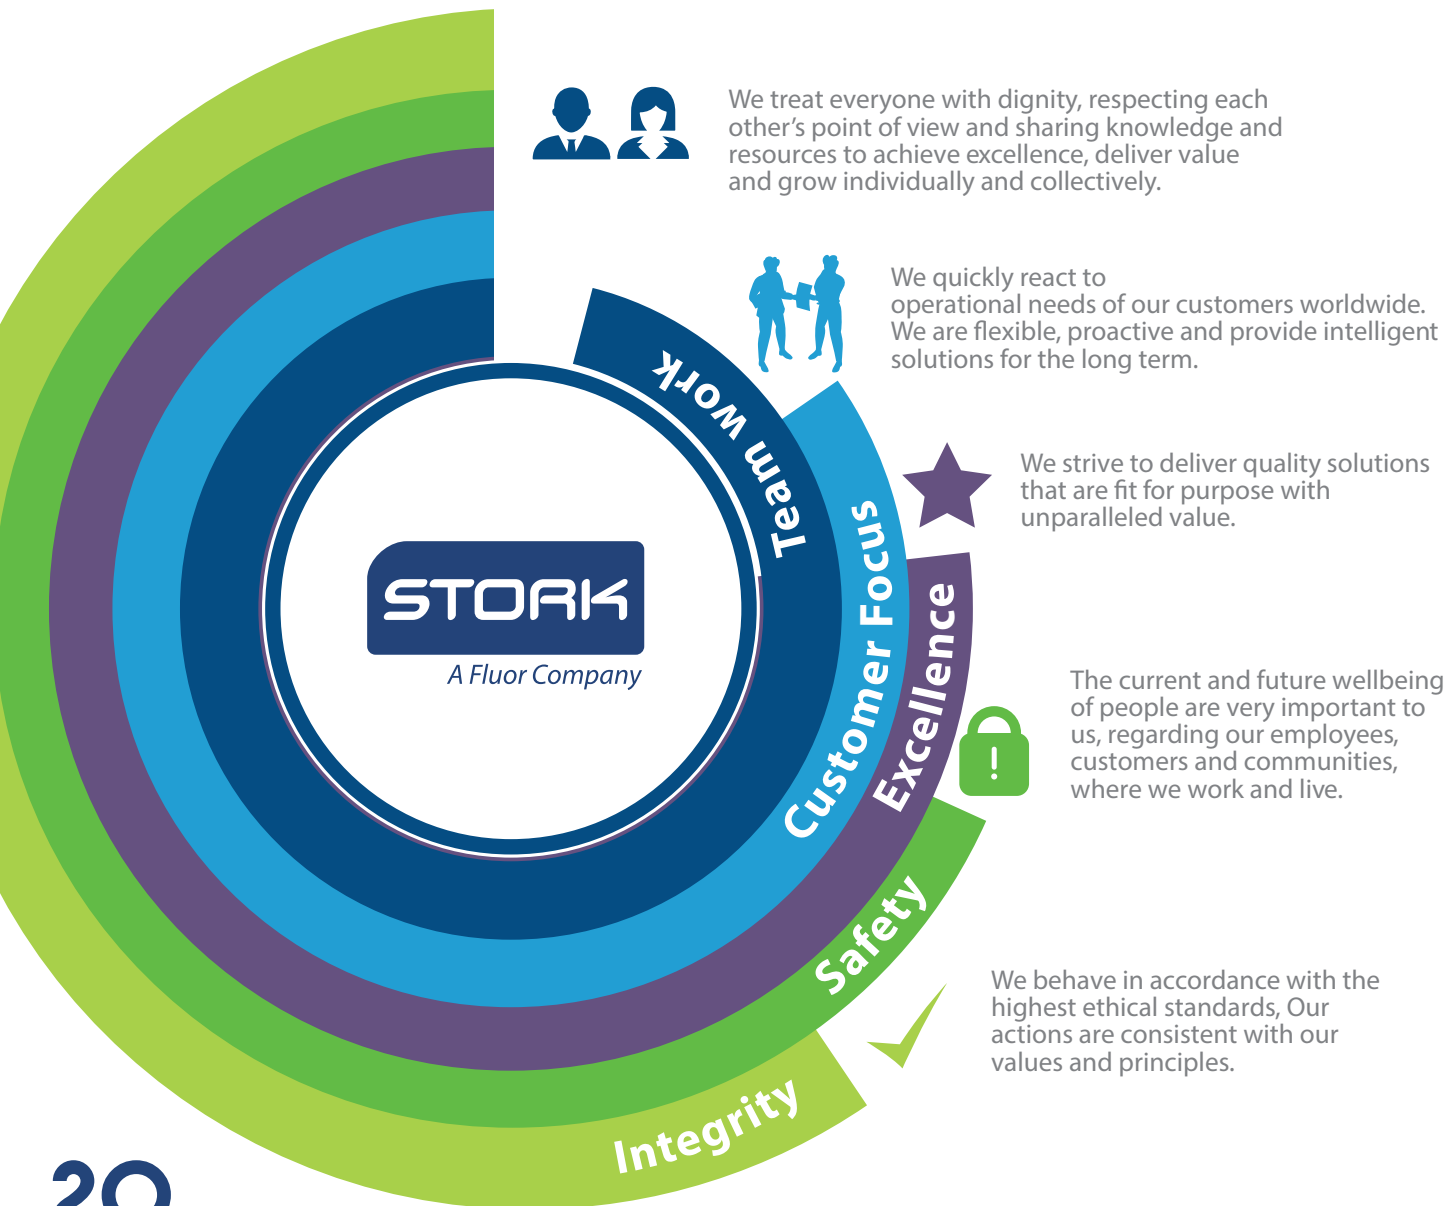 We treat everyone with dignity, respecting each
other's point of view and sharing knowledge and
resources to achieve excellence, deliver value
and grow individually and collectively.
We quickly react to
operational needs of our customers worldwide.
We are flexible, proactive and provide intelligent
solutions for the long term.
Team work
We strive to deliver quality solutions
that are fit for purpose with
unparalleled value.
Customer Focus
STORK
A Fluor Company
Excellence
The current and future wellbeing
of people are very important to
us, regarding our employees,
customers and communities,
where we work and live.
!
Safety
We behave in accordance with the
highest ethical standards, Our
actions are consistent with our
values and principles.
Integrity
20